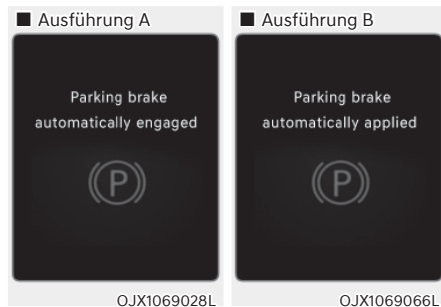 ■ Ausführung A
Parking brake
automatically engaged
P
OJX1069028L
■ Ausführung B
Parking brake
automatically applied
P
OJX1069066L